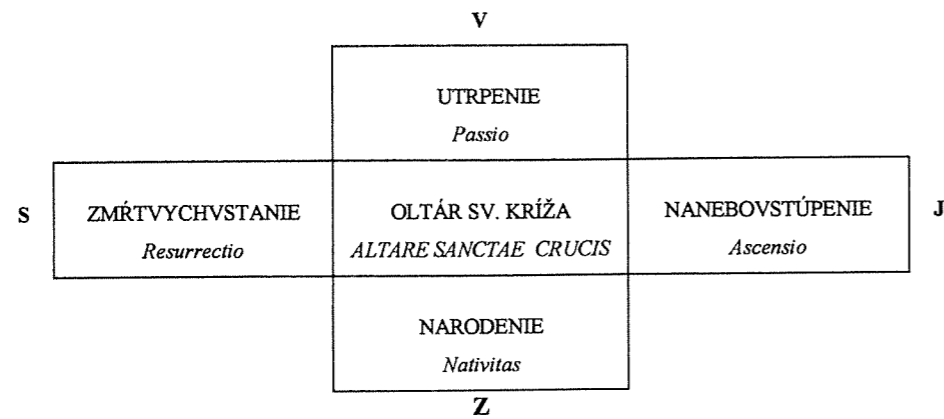 V
UTRPENIE
Passio
S
ZMŔTVYCHVSTANIE
Resurrectio
OLTÁR SV. KRÍŽA
ALTARE SANCTAE CRUCIS
NANEBOVSTÚPENIE
Ascensio
J
NARODENIE
Nativitas
Z